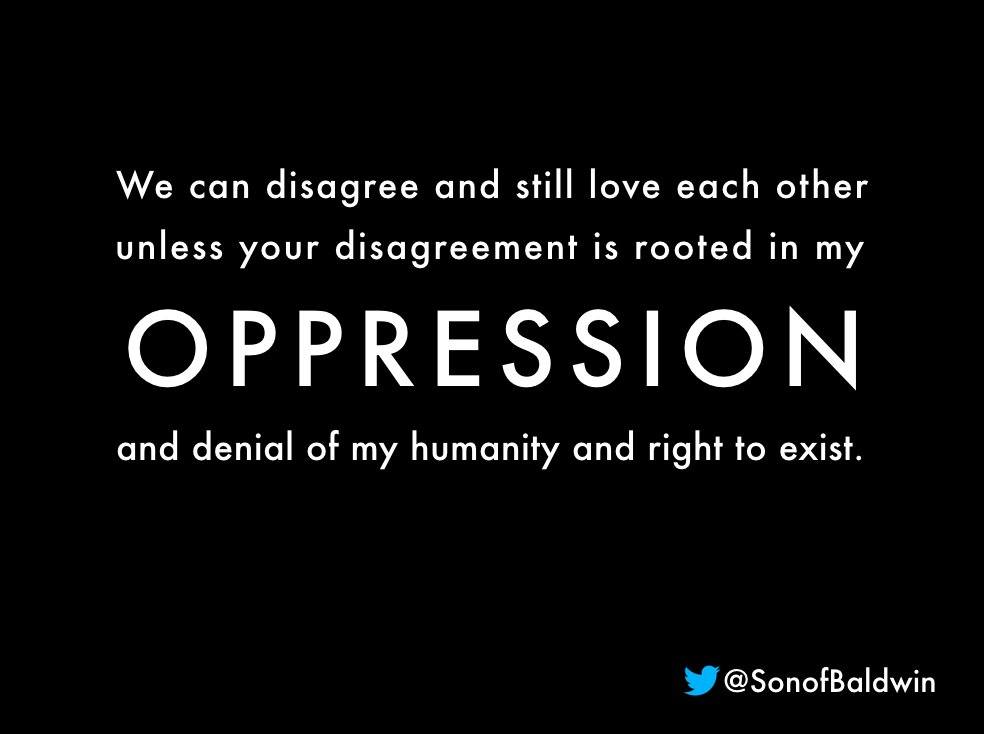 We can disagree and still love each other
unless your disagreement is rooted in my
OPPRESSION
and denial of my humanity and right to exist.
@SonofBaldwin